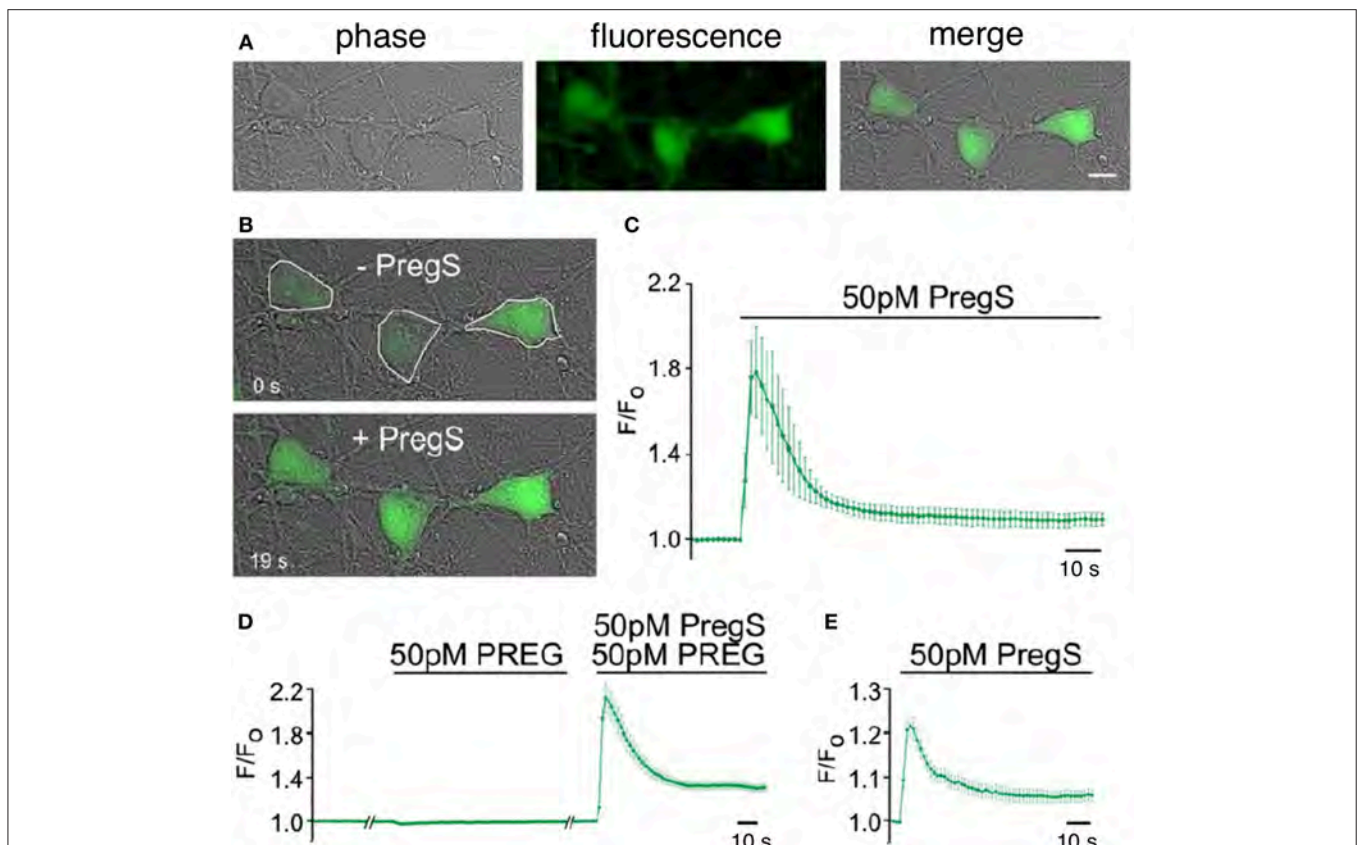 A
phase
fluorescence
merge
B
- PregS
0 s
+ PregS
19 s
C
50pM PregS
2.2
1.8
1.4
1.0
F/Fo
10 s
D
50pM PregS
50pM PREG
50pM PREG
2.2
1.8
1.4
1.0
F/Fo
10 s
E
50pM PregS
1.3
1.2
1.1
1.0
F/Fo
10 s